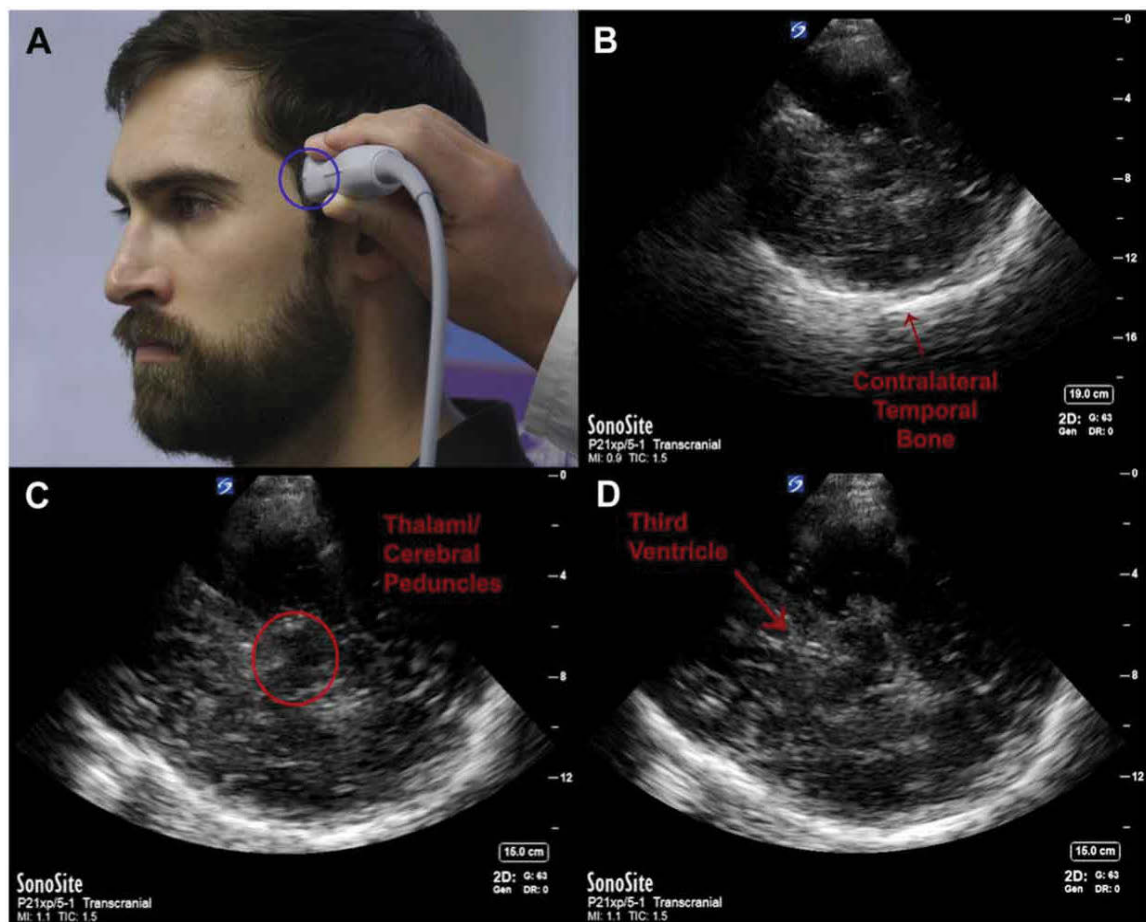 A
B
0
4
8
12
16
Contralateral
Temporal
Bone
19.0 cm
2D: G: 63
Gen DR: 0
SonoSite
P21xp/5-1 Transcranial
MI: 0.9 TIC: 1.5
C
0
4
8
12
Thalami/
Cerebral
Peduncles
15.0 cm
2D: G: 63
Gen DR: 0
SonoSite
P21xp/5-1 Transcranial
MI: 1.1 TIC: 1.5
D
0
4
8
12
Third
Ventricle
15.0 cm
2D: G: 63
Gen DR: 0
SonoSite
P21xp/5-1 Transcranial
MI: 1.1 TIC: 1.5